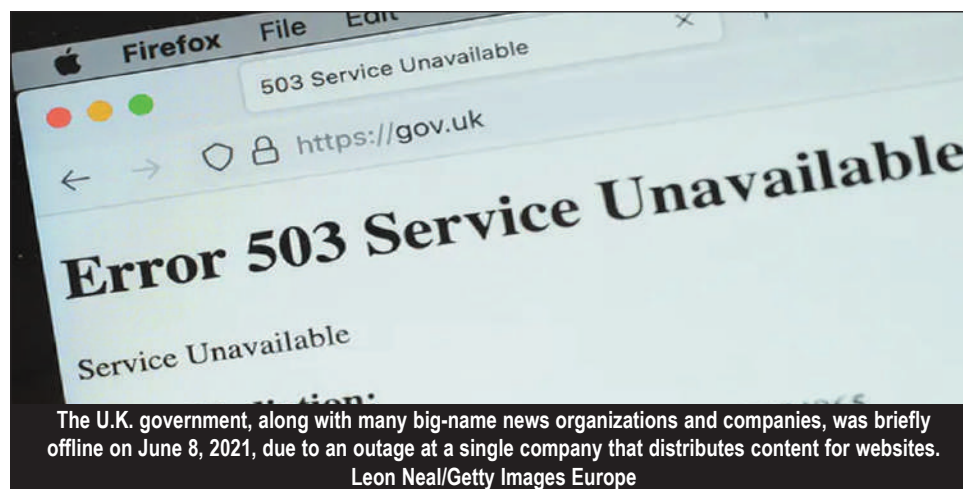 Firefox File Edit
503 Service Unavailable
https://gov.uk
Error 503 Service Unavailable
Service Unavailable
The U.K. government, along with many big-name news organizations and companies, was briefly
offline on June 8, 2021, due to an outage at a single company that distributes content for websites.
Leon Neal/Getty Images Europe